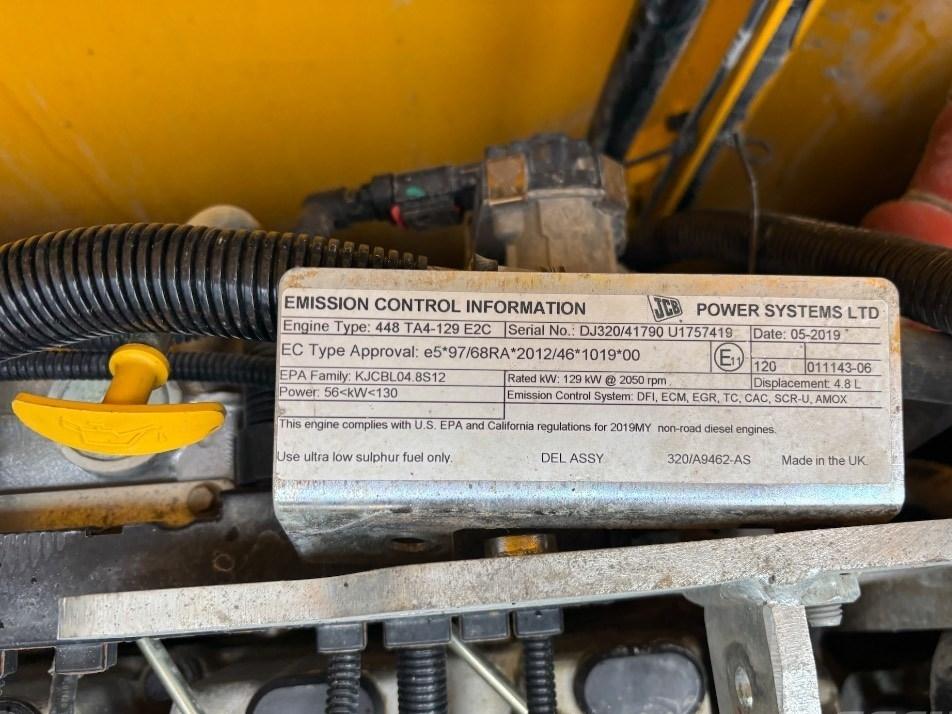 EMISSION CONTROL INFORMATION JCB POWER SYSTEMS LTD
Engine Type: 448 TA4-129 E2C Serial No.: DJ320/41790 U1757419 Date: 05-2019
EC Type Approval: e5*97/68RA*2012/46*1019*00 E11 120 011143-06
EPA Family: KJCBL04.8S12 Rated kW: 129 kW @ 2050 rpm Displacement: 4.8 L
Power: 56<kW<130 Emission Control System: DFI, ECM, EGR, TC, CAC, SCR-U, AMOX
This engine complies with U.S. EPA and California regulations for 2019MY non-road diesel engines.
Use ultra low sulphur fuel only. DEL ASSY 320/A9462-AS Made in the UK.